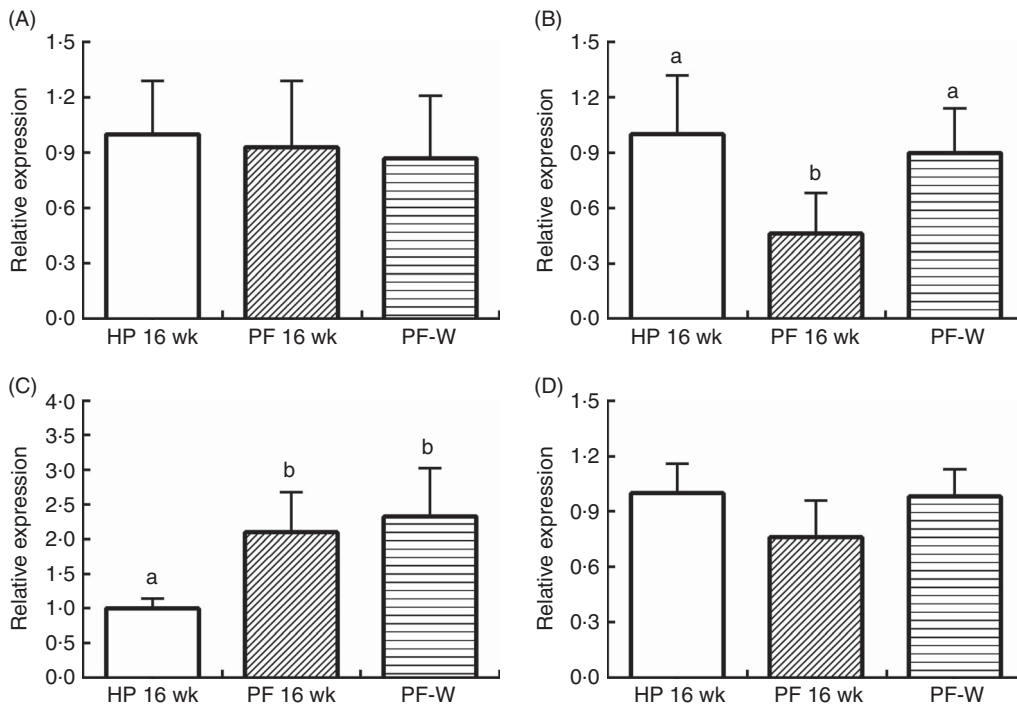 (A)
1·5
1·2
0·9
0·6
0·3
0·0
Relative expression
HP 16 wk PF 16 wk PF-W
(B)
1·5
1·2
0·9
0·6
0·3
0·0
Relative expression
a
b
a
HP 16 wk PF 16 wk PF-W
(C)
4·0
3·5
3·0
2·5
2·0
1·5
1·0
0·5
0·0
Relative expression
a
b
b
HP 16 wk PF 16 wk PF-W
(D)
1·5
1·2
0·9
0·6
0·3
0·0
Relative expression
HP 16 wk PF 16 wk PF-W